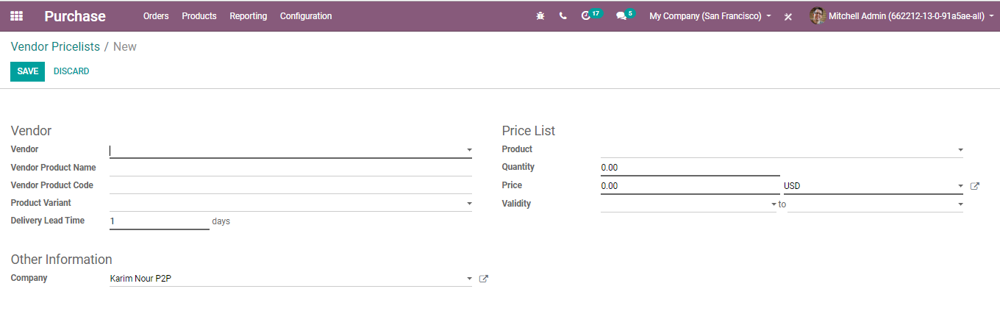 Purchase Orders Products Reporting Configuration 17 5 My Company (San Francisco) Mitchell Admin (662212-13-0-91a5ae-all)
Vendor Pricelists / New
SAVE DISCARD
Vendor
Vendor
Vendor Product Name
Vendor Product Code
Product Variant
Delivery Lead Time 1 days
Price List
Product
Quantity 0.00
Price 0.00 USD
Validity to
Other Information
Company Karim Nour P2P